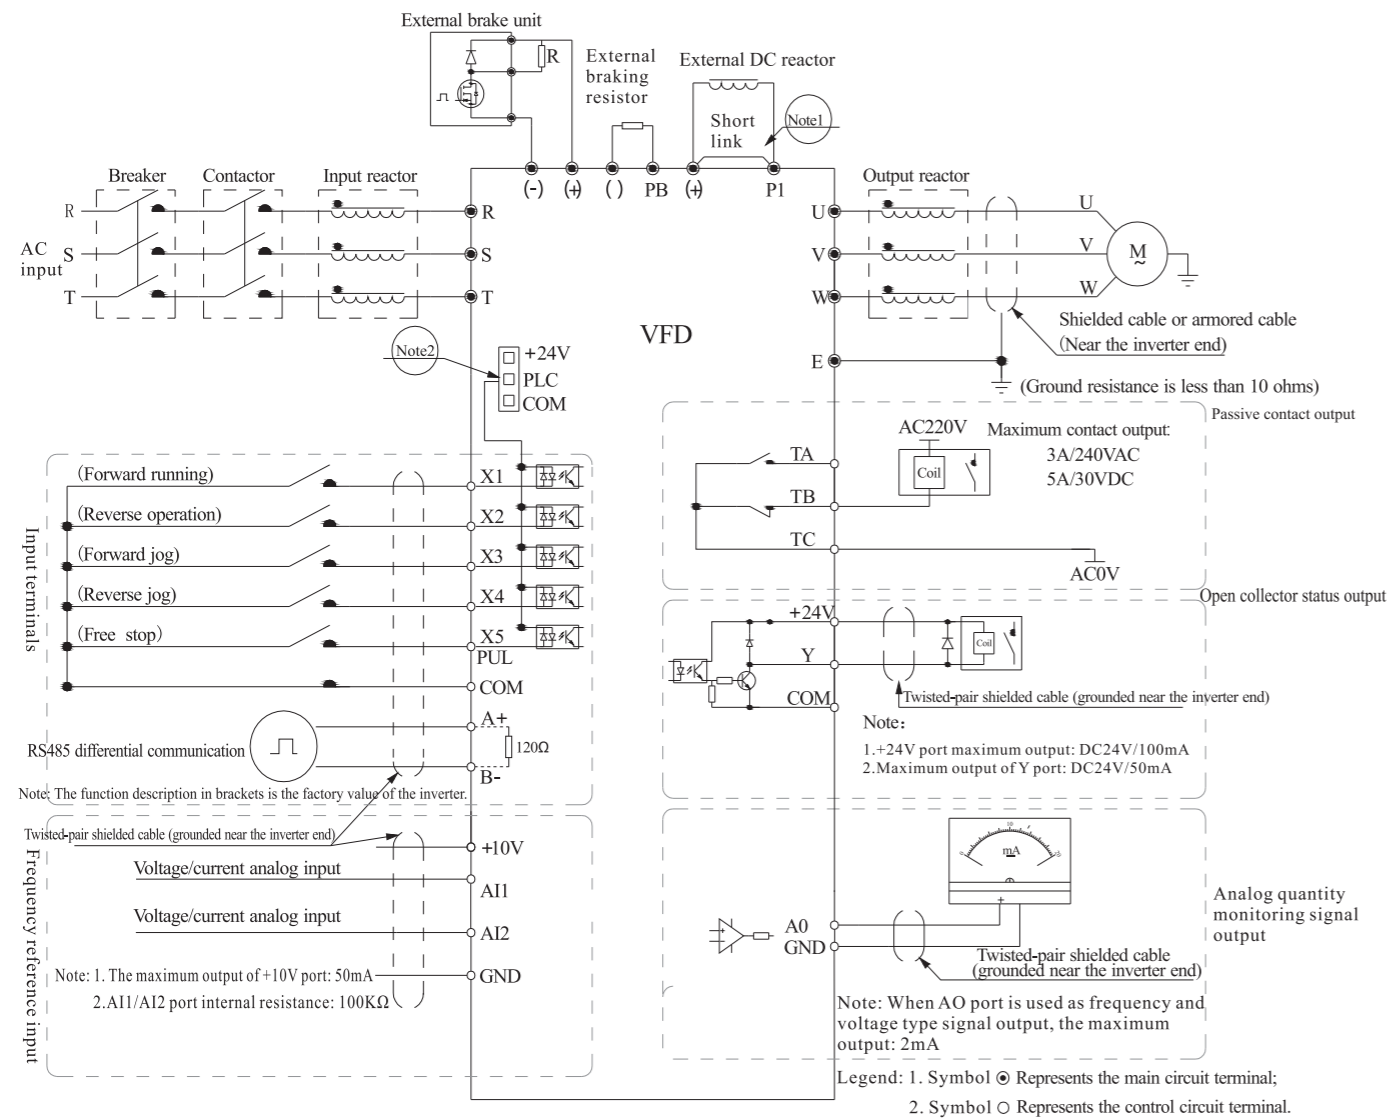 External brake unit
R
External
braking
resistor
External DC reactor
Short
link
Note1
Breaker
Contactor
Input reactor
(-)
(+)
( )
PB
(+)
P1
Output reactor
AC
input
R
S
T
R
S
T
U
V
W
U
V
W
M
~
VFD
E
Shielded cable or armored cable
(Near the inverter end)
(Ground resistance is less than 10 ohms)
Note2
+24V
PLC
COM
Passive contact output
AC220V
Maximum contact output:
3A/240VAC
5A/30VDC
Coil
TA
TB
TC
AC0V
Input terminals
(Forward running)
X1
(Reverse operation)
X2
(Forward jog)
X3
(Reverse jog)
X4
(Free stop)
X5
PUL
COM
RS485 differential communication
A+
120Ω
B-
Note: The function description in brackets is the factory value of the inverter.
Twisted-pair shielded cable (grounded near the inverter end)
Open collector status output
+24V
Y
COM
Coil
Twisted-pair shielded cable (grounded near the inverter end)
Note:
1.+24V port maximum output: DC24V/100mA
2.Maximum output of Y port: DC24V/50mA
Frequency reference input
+10V
Voltage/current analog input
AI1
Voltage/current analog input
AI2
Note: 1. The maximum output of +10V port: 50mA
GND
2.AI1/AI2 port internal resistance: 100KΩ
0
10
20
mA
+
A0
GND
Analog quantity
monitoring signal
output
Twisted-pair shielded cable
(grounded near the inverter end)
Note: When AO port is used as frequency and
voltage type signal output, the maximum
output: 2mA
Legend: 1. Symbol Represents the main circuit terminal;
2. Symbol Represents the control circuit terminal.